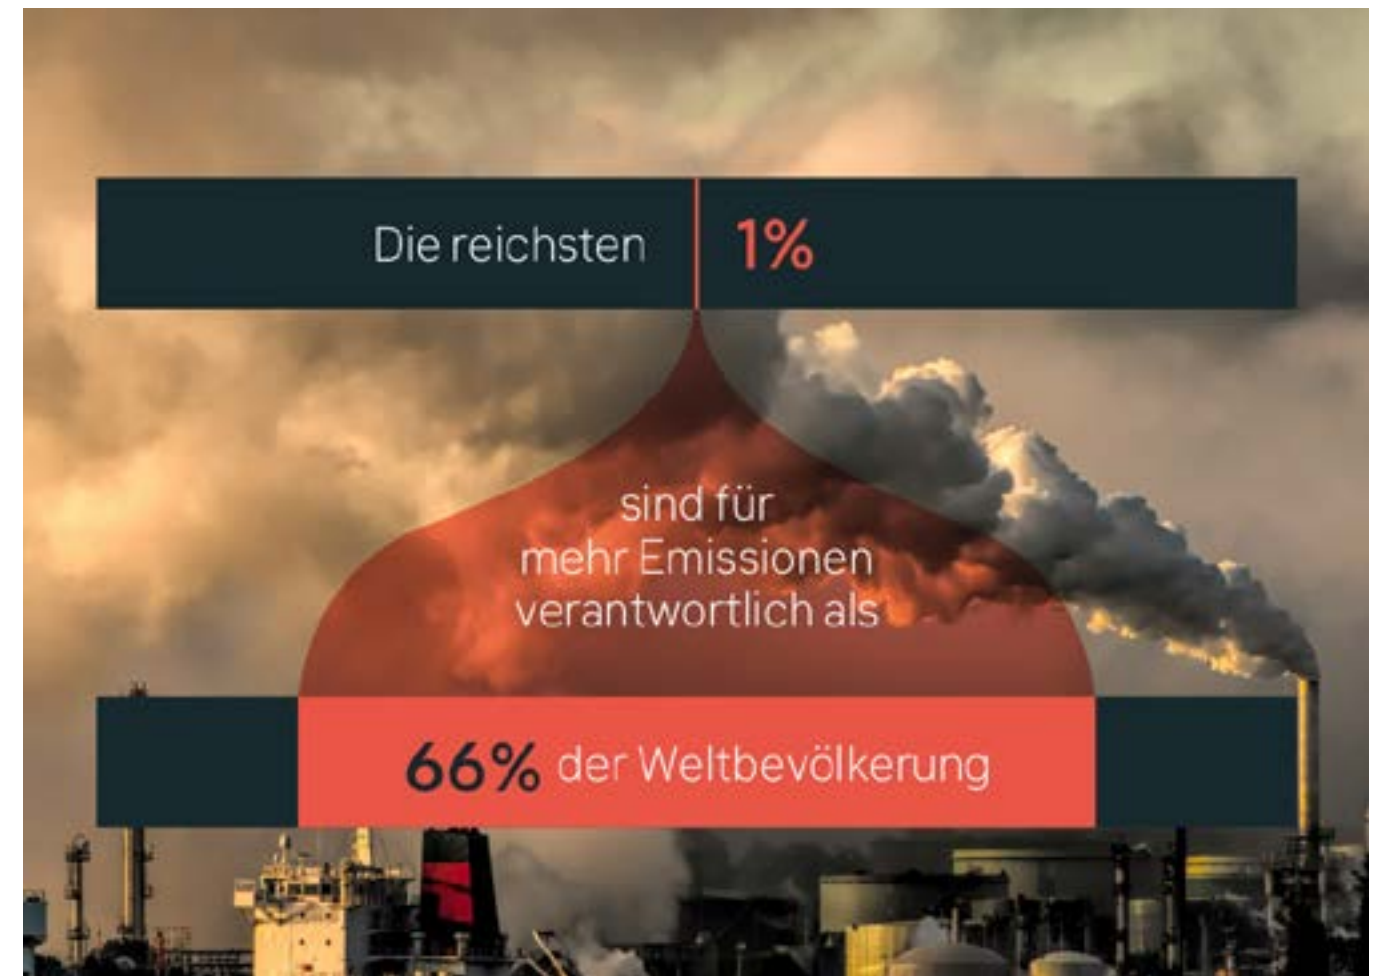 Die reichsten 1%
sind für
mehr Emissionen
verantwortlich als
66% der Weltbevölkerung